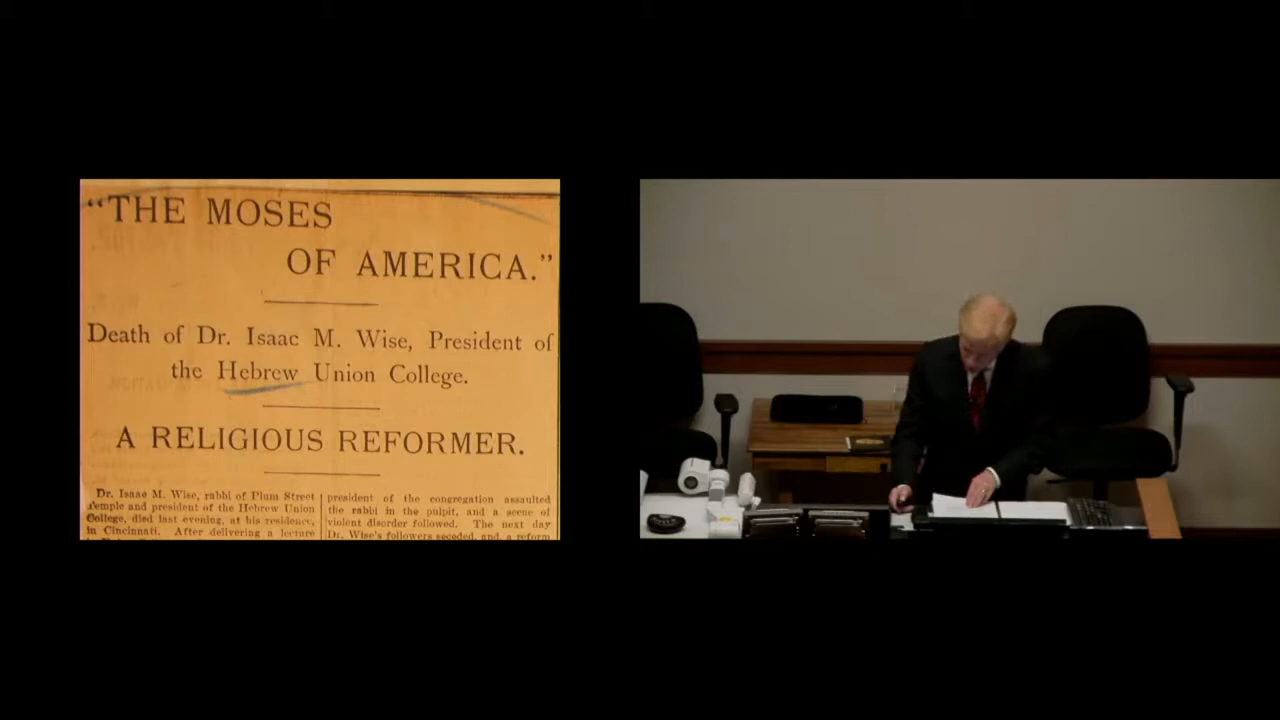 “THE MOSES
OF AMERICA.”
Death of Dr. Isaac M. Wise, President of
the Hebrew Union College.
A RELIGIOUS REFORMER.
Dr. Isaac M. Wise, rabbi of Plum Street
Temple and president of the Hebrew Union
College, died last evening, at his residence,
in Cincinnati. After delivering a lecture
president of the congregation assaulted
the rabbi in the pulpit, and a scene of
violent disorder followed. The next day
Dr. Wise's followers seceded, and, a reform